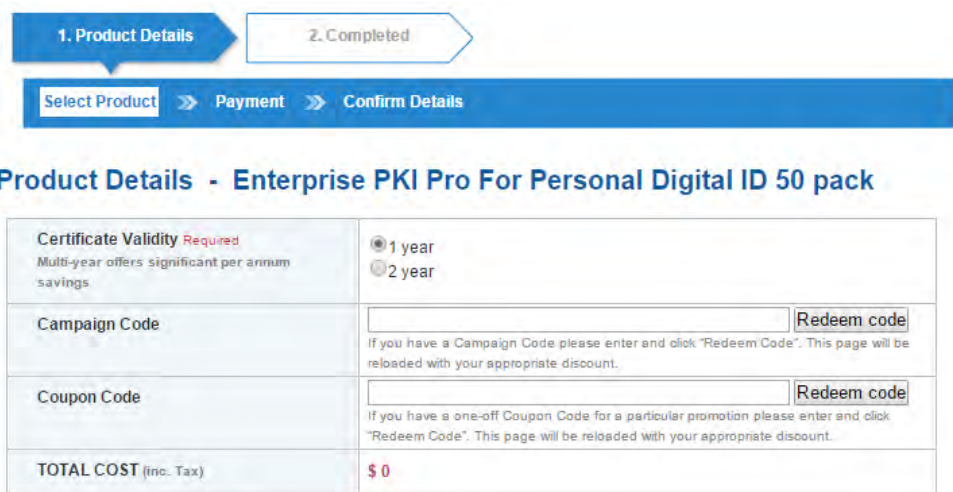 1. Product Details
2. Completed
Select Product
Payment
Confirm Details
Product Details - Enterprise PKI Pro For Personal Digital ID 50 pack
Certificate Validity Required
Multi-year offers significant per annum
savings
1 year
2 year
Campaign Code
Redeem code
If you have a Campaign Code please enter and click "Redeem Code". This page will be
reloaded with your appropriate discount.
Coupon Code
Redeem code
If you have a one-off Coupon Code for a particular promotion please enter and click
"Redeem Code". This page will be reloaded with your appropriate discount.
TOTAL COST (inc. Tax)
$ 0